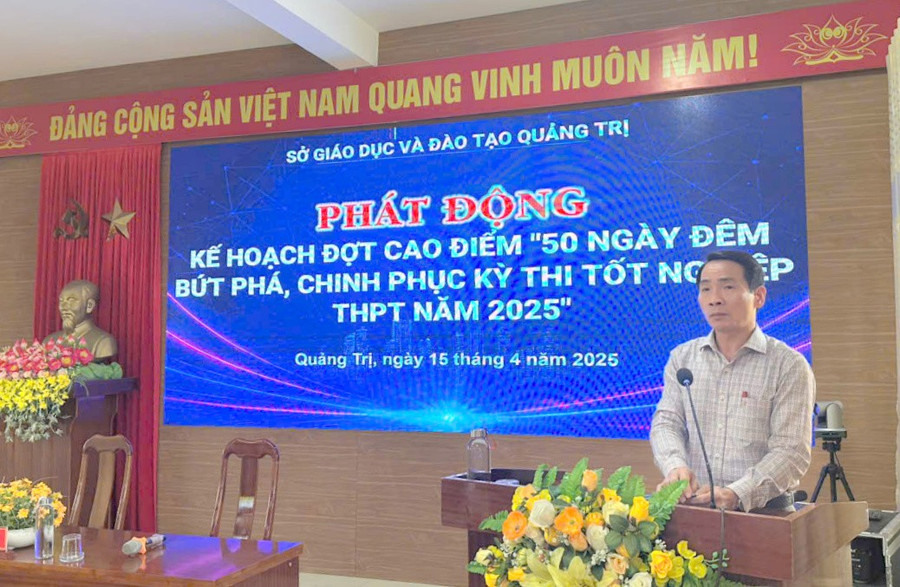 ĐẢNG CỘNG SẢN VIỆT NAM QUANG VINH MUÔN NĂM!
SỞ GIÁO DỤC VÀ ĐÀO TẠO QUẢNG TRỊ
PHÁT ĐỘNG
KẾ HOẠCH ĐỢT CAO ĐIỂM "50 NGÀY ĐÊM
BỨT PHÁ, CHINH PHỤC KỲ THI TỐT NGHIỆP
THPT NĂM 2025"
Quảng Trị, ngày 15 tháng 4 năm 2025